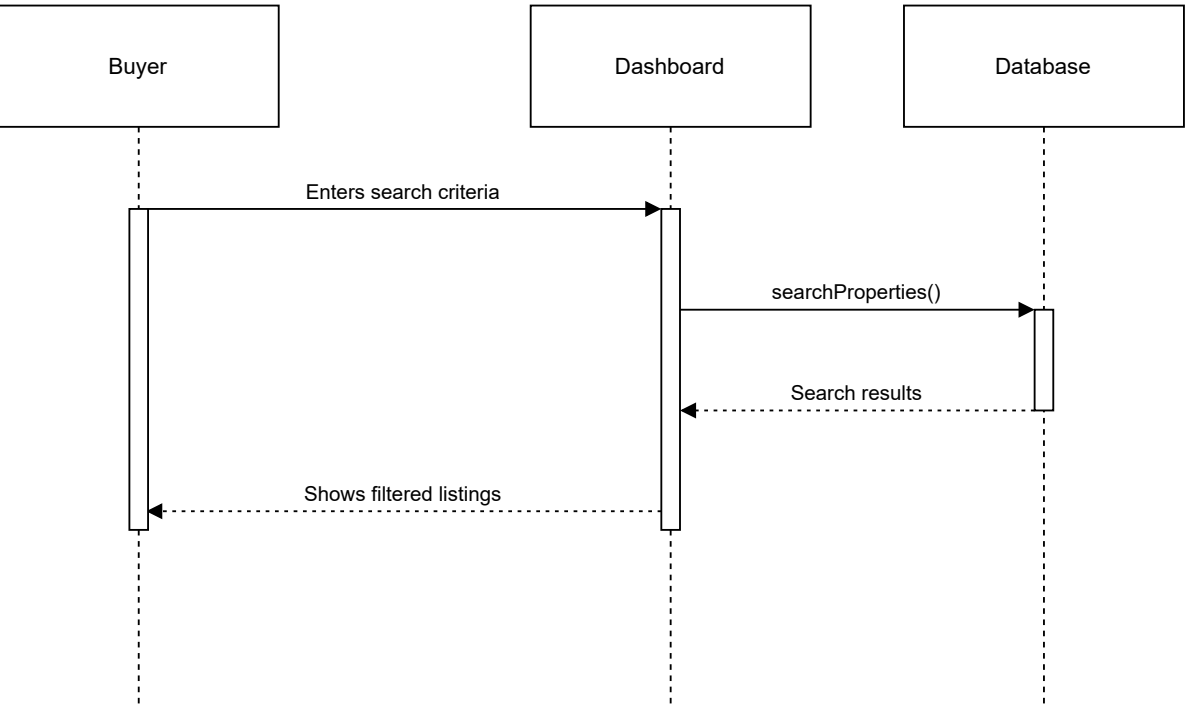 Buyer
Dashboard
Database
Enters search criteria
searchProperties()
Search results
Shows filtered listings